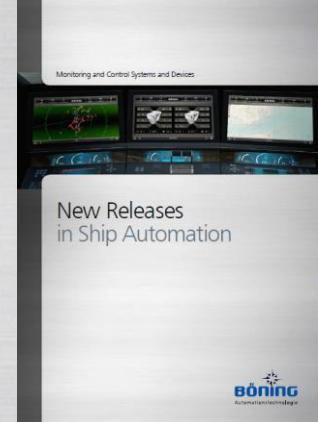 Monitoring and Control Systems and Devices
New Releases
in Ship Automation
BÖNING
Automationstechnologie